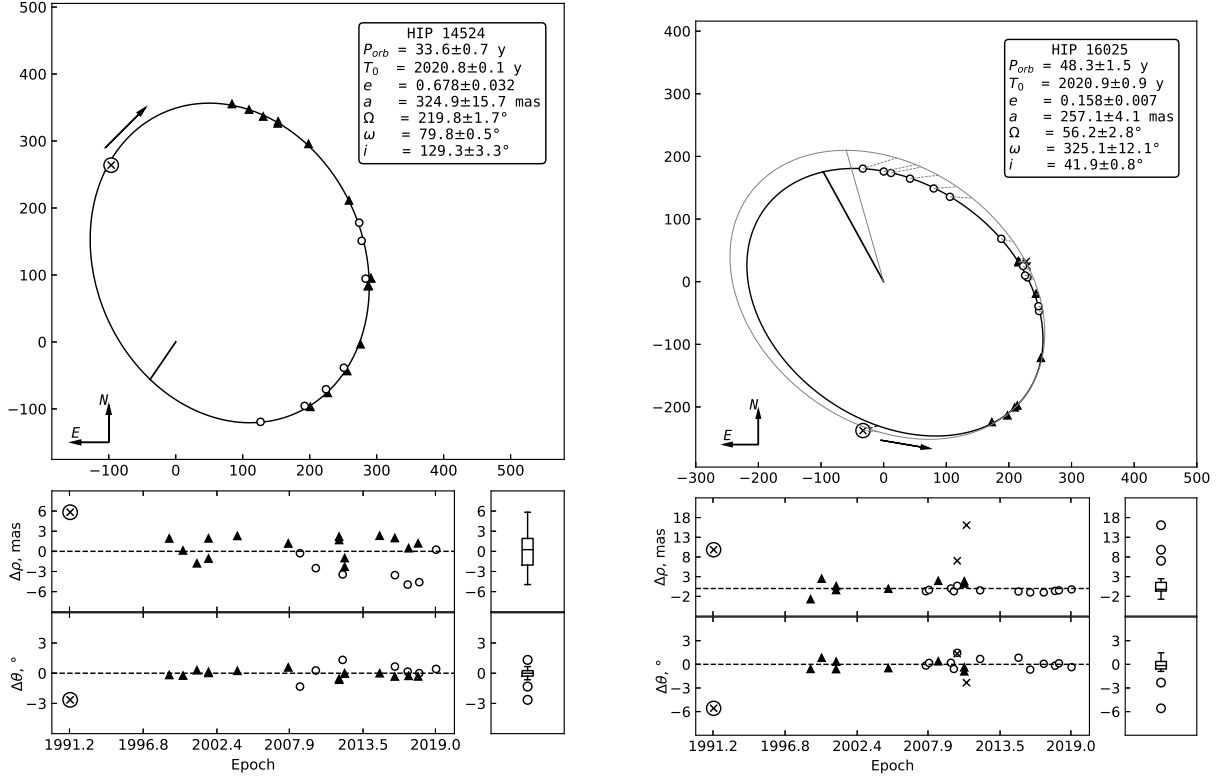 HIP 14524
P_orb = 33.6±0.7 y
T_0 = 2020.8±0.1 y
e = 0.678±0.032
a = 324.9±15.7 mas
Ω = 219.8±1.7°
ω = 79.8±0.5°
i = 129.3±3.3°
500
400
300
200
100
0
−100
N
E
−100 0 100 200 300 400 500
Δρ, mas
6
3
0
−3
−6
Δθ, °
3
0
−3
1991.2 1996.8 2002.4 2007.9 2013.5 2019.0
Epoch
HIP 16025
P_orb = 48.3±1.5 y
T_0 = 2020.9±0.9 y
e = 0.158±0.007
a = 257.1±4.1 mas
Ω = 56.2±2.8°
ω = 325.1±12.1°
i = 41.9±0.8°
400
300
200
100
0
−100
−200
N
E
−300 −200 −100 0 100 200 300 400 500
Δρ, mas
18
13
8
3
−2
18
13
8
3
−2
Δθ, °
3
0
−3
−6
3
0
−3
−6
1991.2 1996.8 2002.4 2007.9 2013.5 2019.0
Epoch